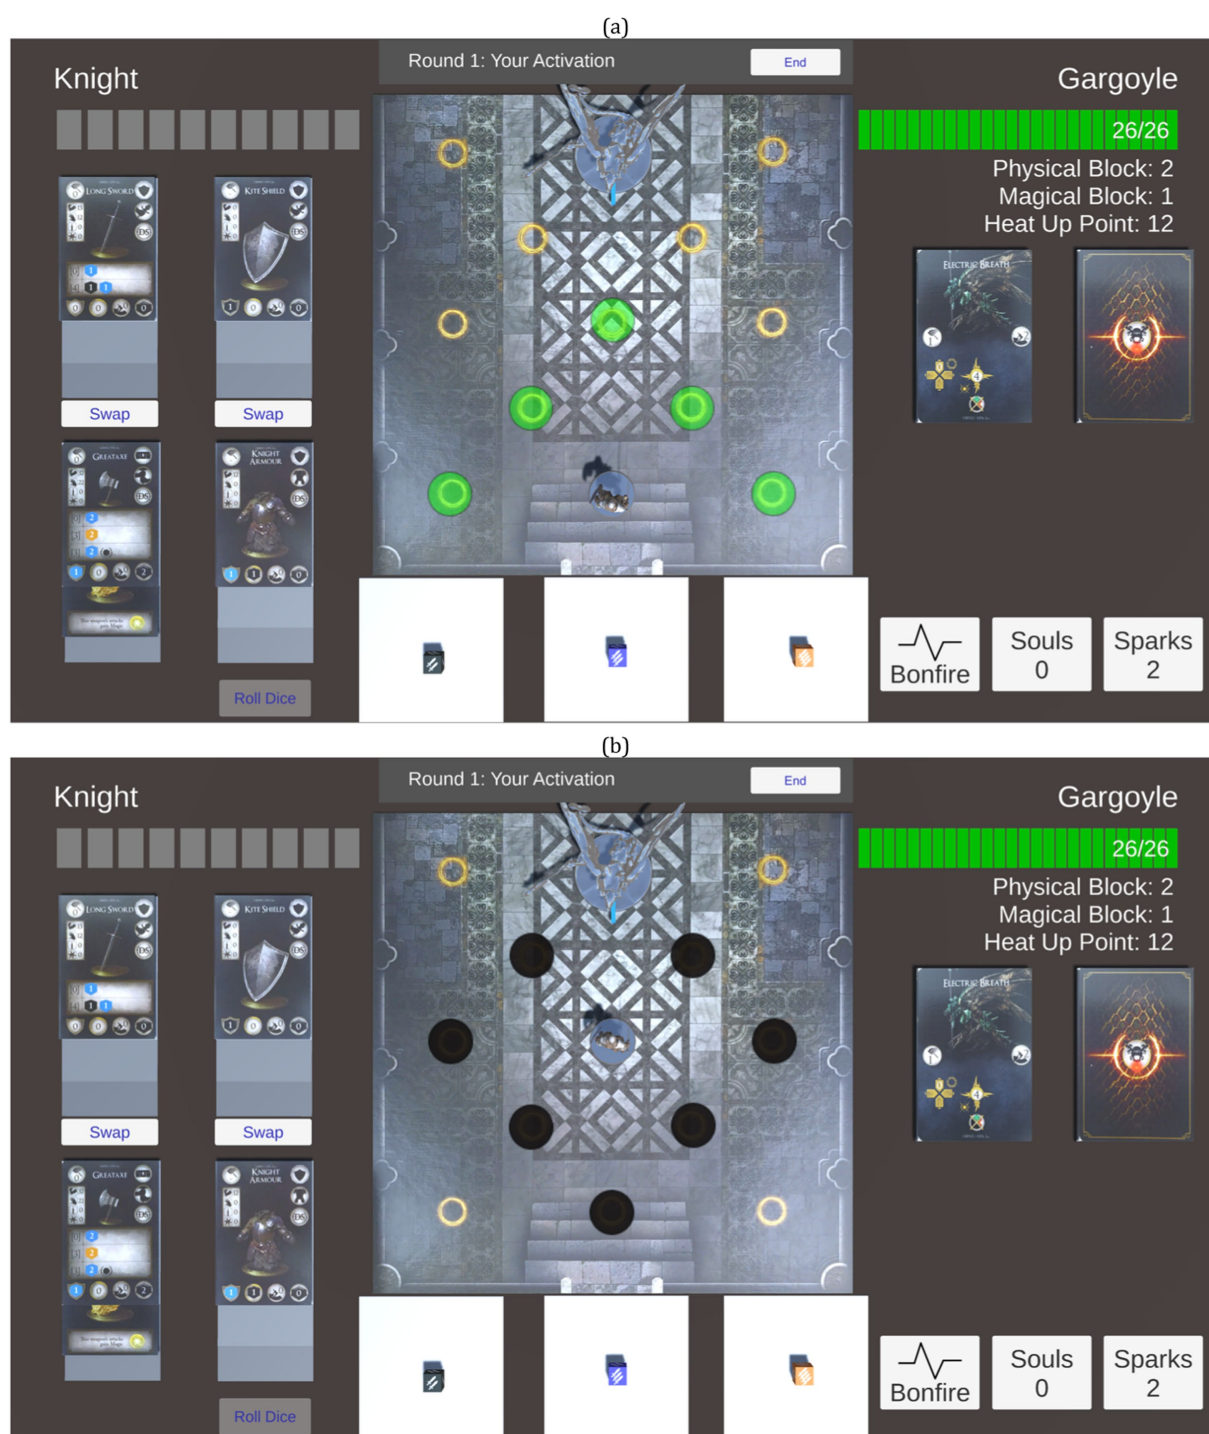 (a)
Round 1: Your Activation
End
Knight
Gargoyle
26/26
Physical Block: 2
Magical Block: 1
Heat Up Point: 12
LONG SWORD
KITE SHIELD
ELECTRIC BREATH
4
Swap
Swap
GREATAXE
KNIGHT
ARMOUR
Roll Dice
Bonfire
Souls
0
Sparks
2
(b)
Round 1: Your Activation
End
Knight
Gargoyle
26/26
Physical Block: 2
Magical Block: 1
Heat Up Point: 12
LONG SWORD
KITE SHIELD
ELECTRIC BREATH
4
Swap
Swap
GREATAXE
KNIGHT
ARMOUR
Roll Dice
Bonfire
Souls
0
Sparks
2